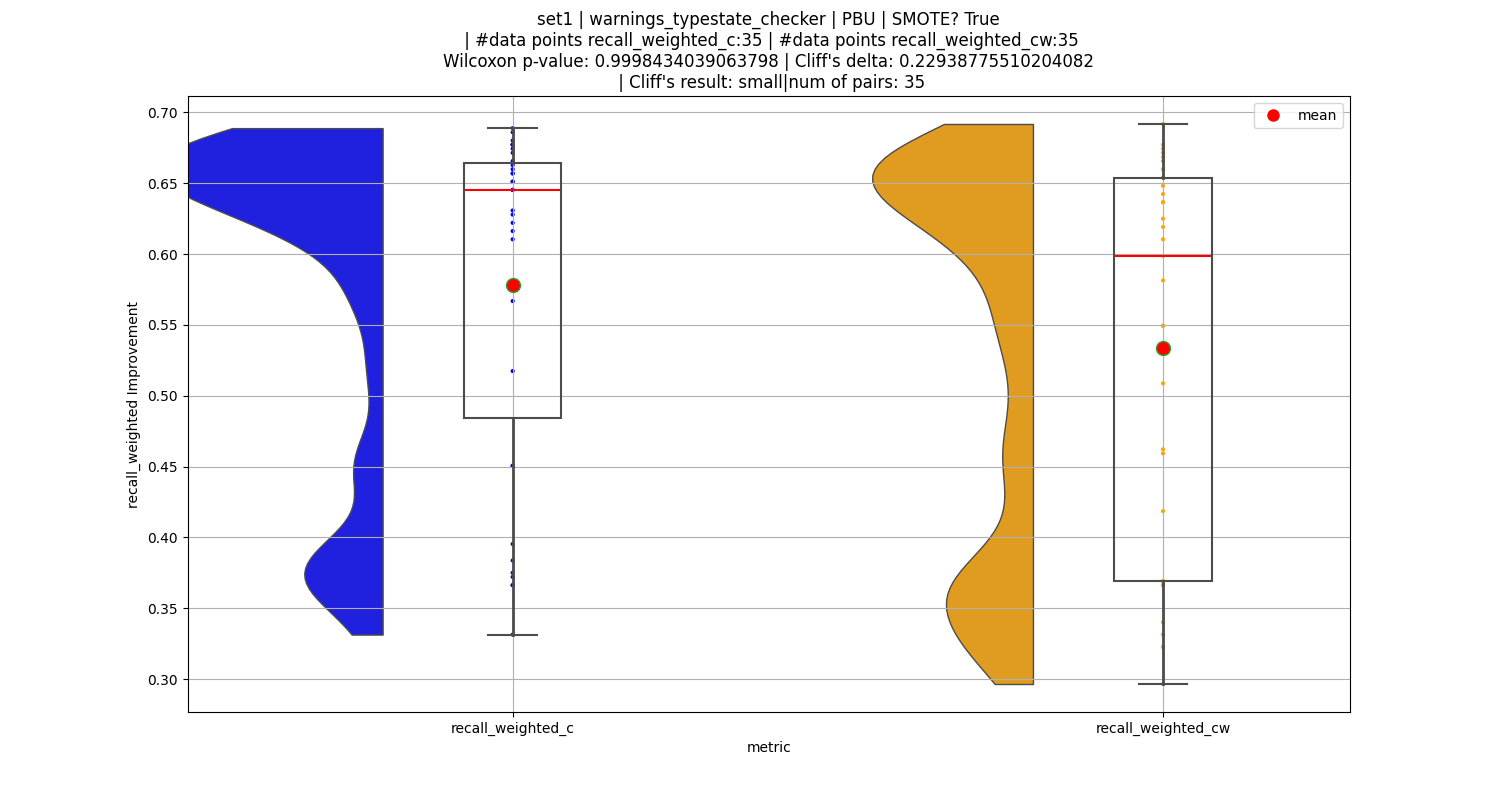 set1 | warnings_typestate_checker | PBU | SMOTE? True
| #data points recall_weighted_c:35 | #data points recall_weighted_cw:35
Wilcoxon p-value: 0.9998434039063798 | Cliff's delta: 0.22938775510204082
| Cliff's result: small|num of pairs: 35
mean
0.70
0.65
0.60
0.55
0.50
0.45
0.40
0.35
0.30
recall_weighted Improvement
recall_weighted_c
recall_weighted_cw
metric